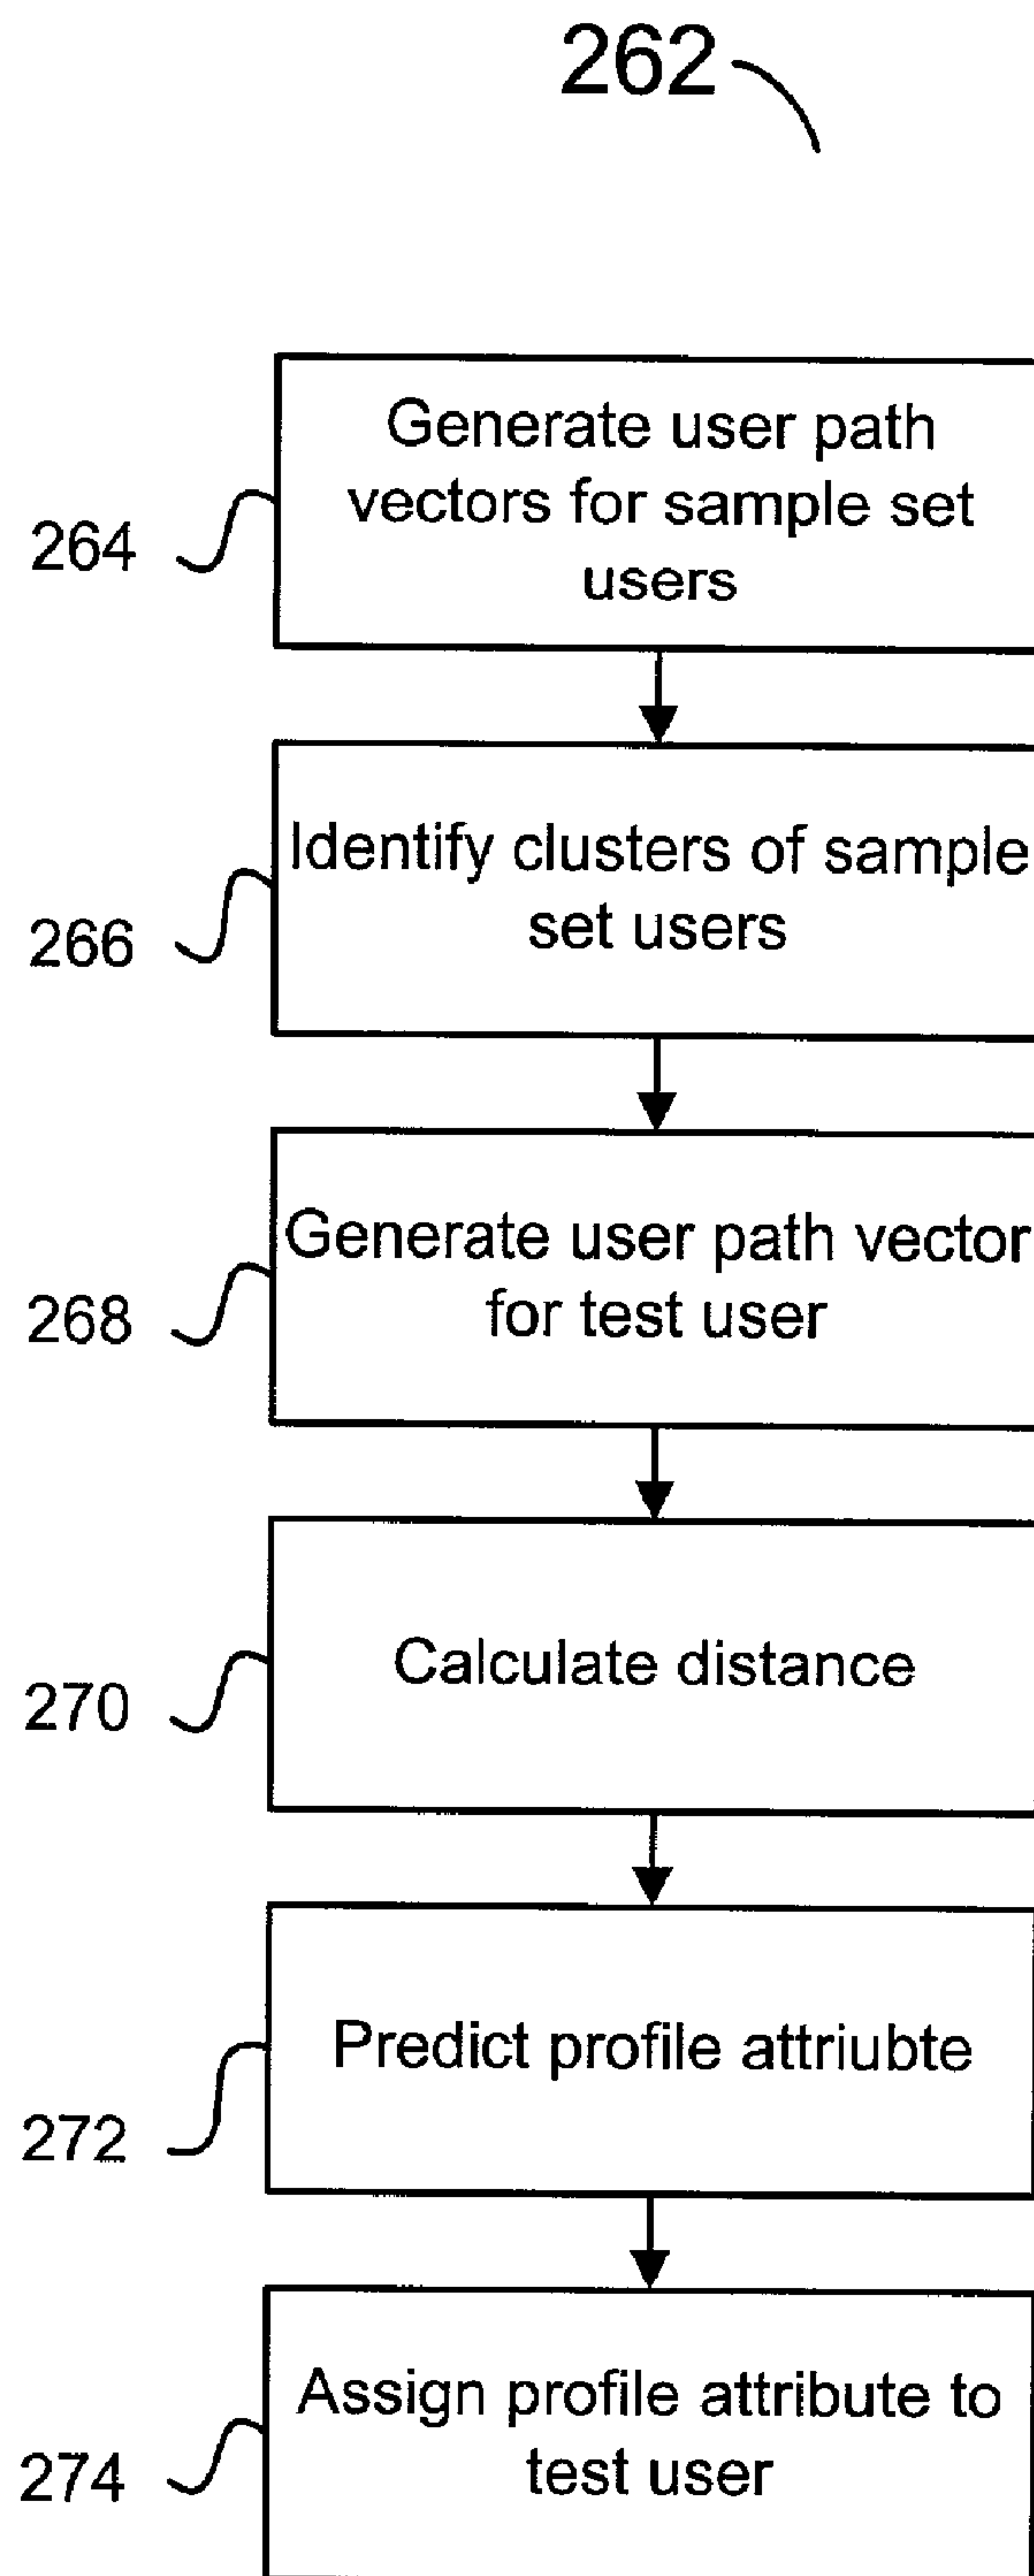 262
264
Generate user path
vectors for sample set
users
266
Identify clusters of sample
set users
268
Generate user path vector
for test user
270
Calculate distance
272
Predict profile attriubte
274
Assign profile attribute to
test user